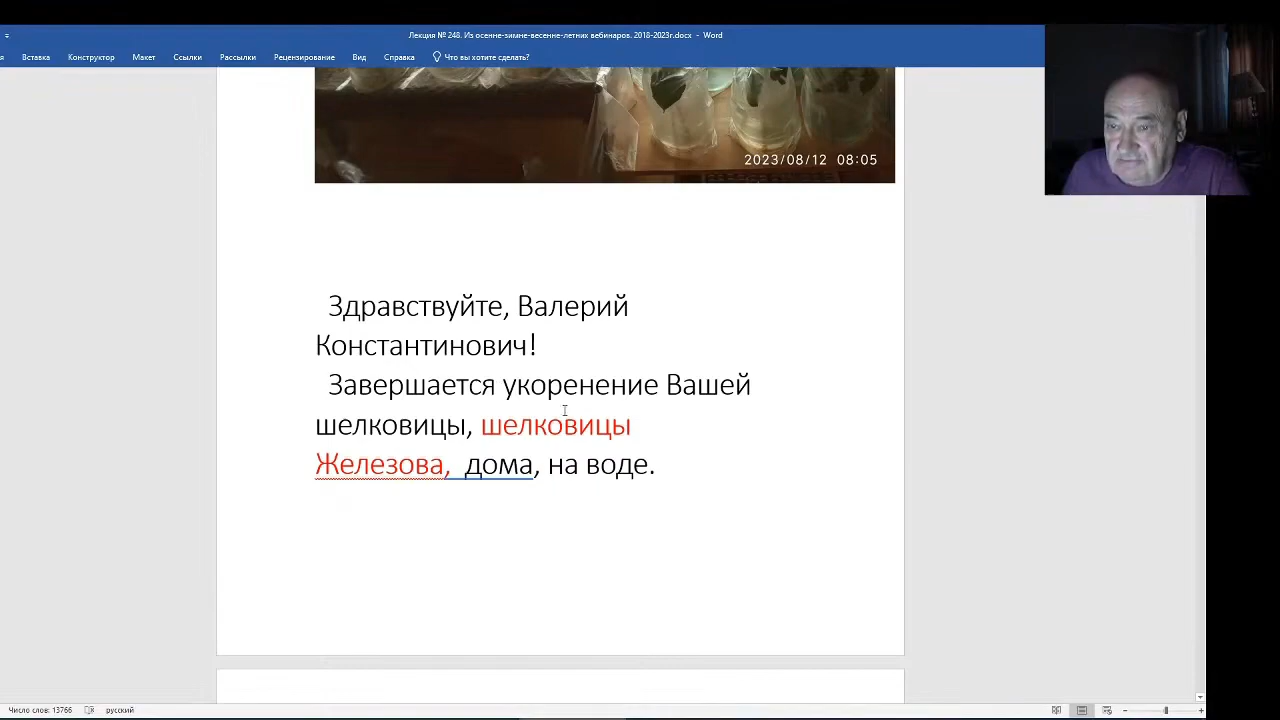 Лекция № 248. Из осенне-зимне-весенне-летних вебинаров. 2018-2023г.docx - Word
Вставка Конструктор Макет Ссылки Рассылки Рецензирование Вид Справка Что вы хотите сделать?
2023/08/12 08:05
Здравствуйте, Валерий
Константинович!
Завершается укоренение Вашей
шелковицы, шелковицы
Железова, дома, на воде.
Число слов: 13766 русский